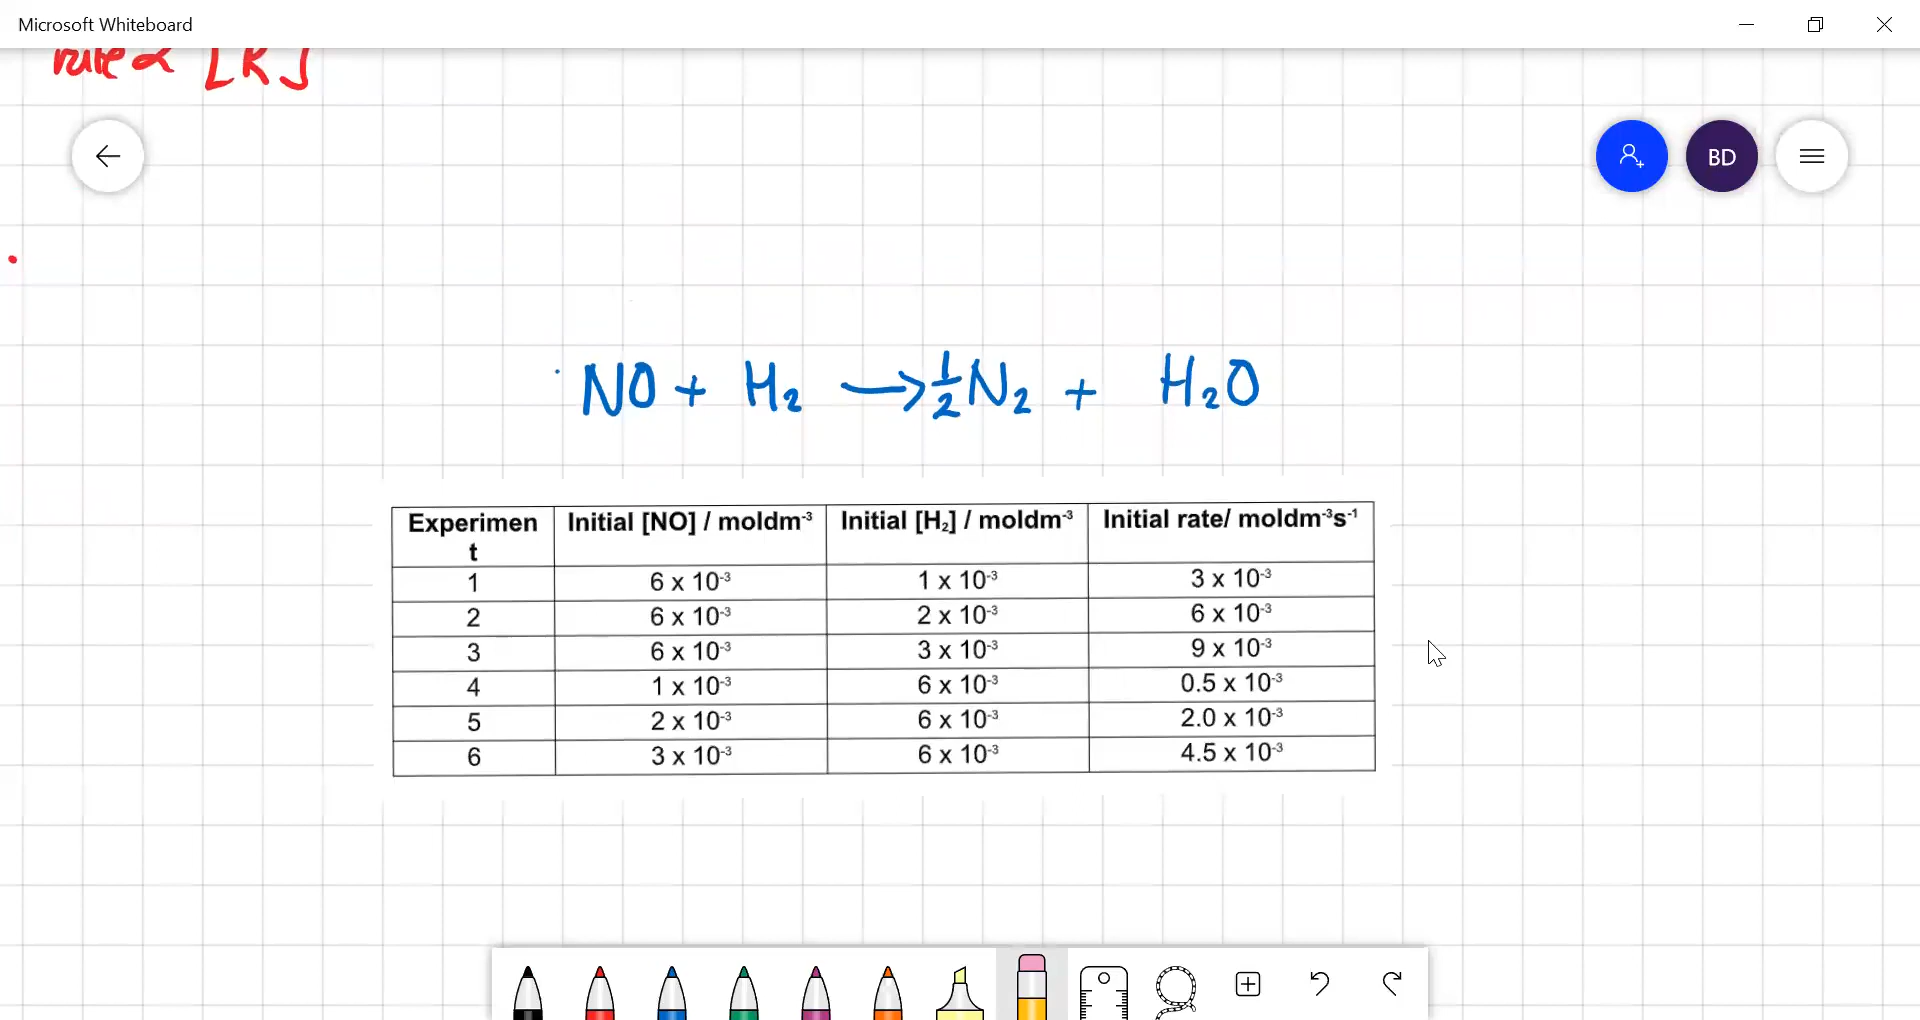 Microsoft Whiteboard
rate ∝ [R]
BD
NO + H₂ ⟶ ½N₂ + H₂O
Experimen
t
Initial [NO] / moldm⁻³
Initial [H₂] / moldm⁻³
Initial rate/ moldm⁻³s⁻¹
1 6 x 10⁻³ 1 x 10⁻³ 3 x 10⁻³
2 6 x 10⁻³ 2 x 10⁻³ 6 x 10⁻³
3 6 x 10⁻³ 3 x 10⁻³ 9 x 10⁻³
4 1 x 10⁻³ 6 x 10⁻³ 0.5 x 10⁻³
5 2 x 10⁻³ 6 x 10⁻³ 2.0 x 10⁻³
6 3 x 10⁻³ 6 x 10⁻³ 4.5 x 10⁻³